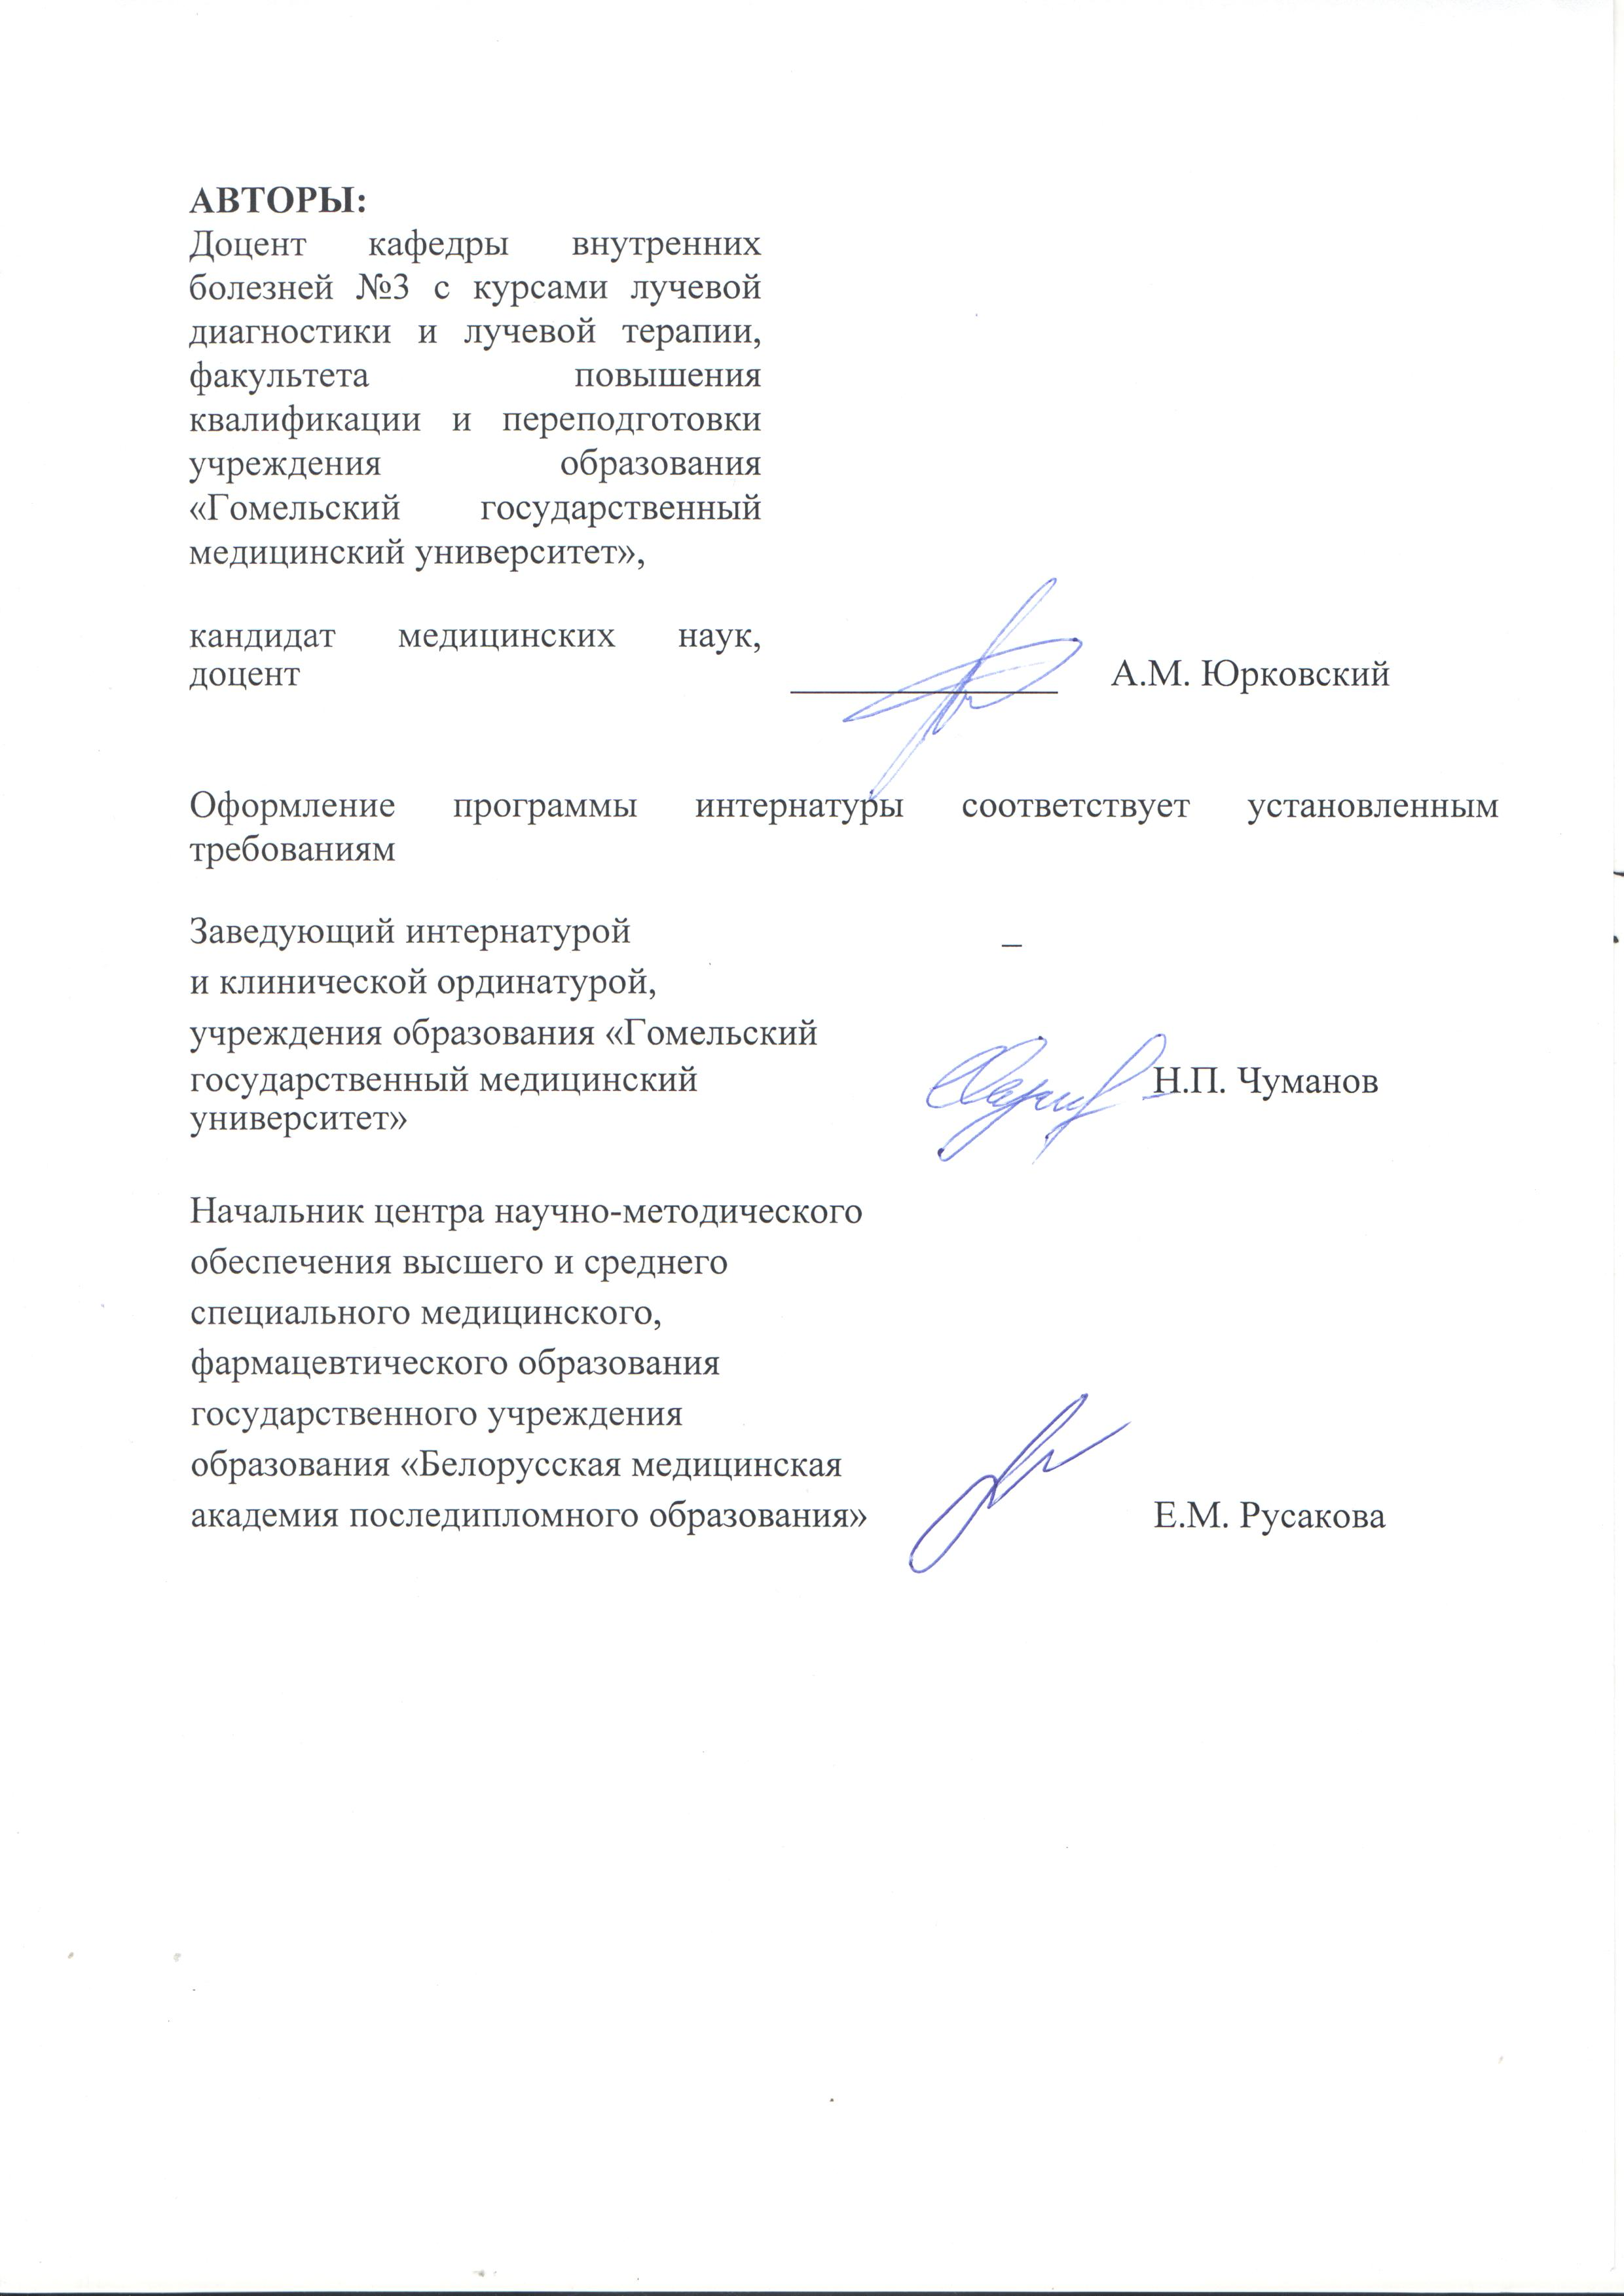 АВТОРЫ:
Доцент кафедры внутренних
болезней №3 с курсами лучевой
диагностики и лучевой терапии,
факультета повышения
квалификации и переподготовки
учреждения образования
«Гомельский государственный
медицинский университет»,
кандидат медицинских наук,
доцент А.М. Юрковский
Оформление программы интернатуры соответствует установленным
требованиям
Заведующий интернатурой
и клинической ординатурой,
учреждения образования «Гомельский
государственный медицинский Н.П. Чуманов
университет»
Начальник центра научно-методического
обеспечения высшего и среднего
специального медицинского,
фармацевтического образования
государственного учреждения
образования «Белорусская медицинская
академия последипломного образования» Е.М. Русакова